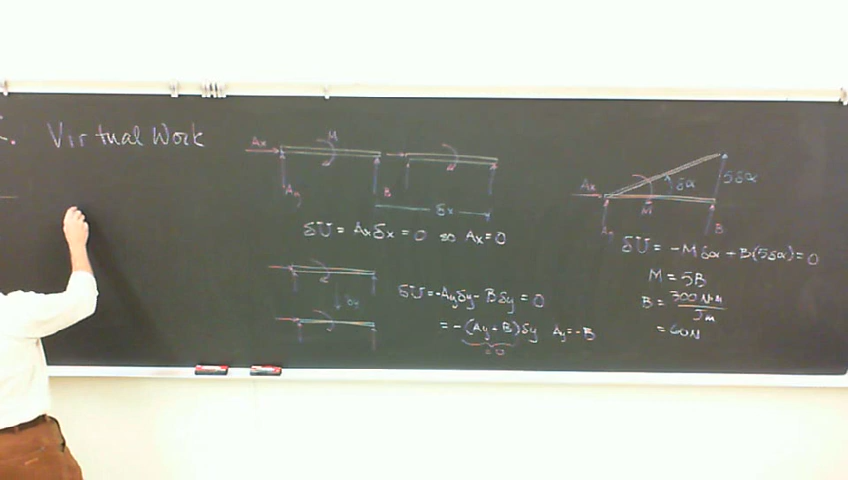 Virtual Work
Ax
M
Ay
B
δx
δU = Axδx = 0 so Ax = 0
δy
δU = -Ayδy - Bδy = 0
= -(Ay + B)δy Ay = -B
= 0
Ax
M
δα
5δα
B
δU = -Mδα + B(5δα) = 0
M = 5B
B = 300 N·M
5m
= 60N